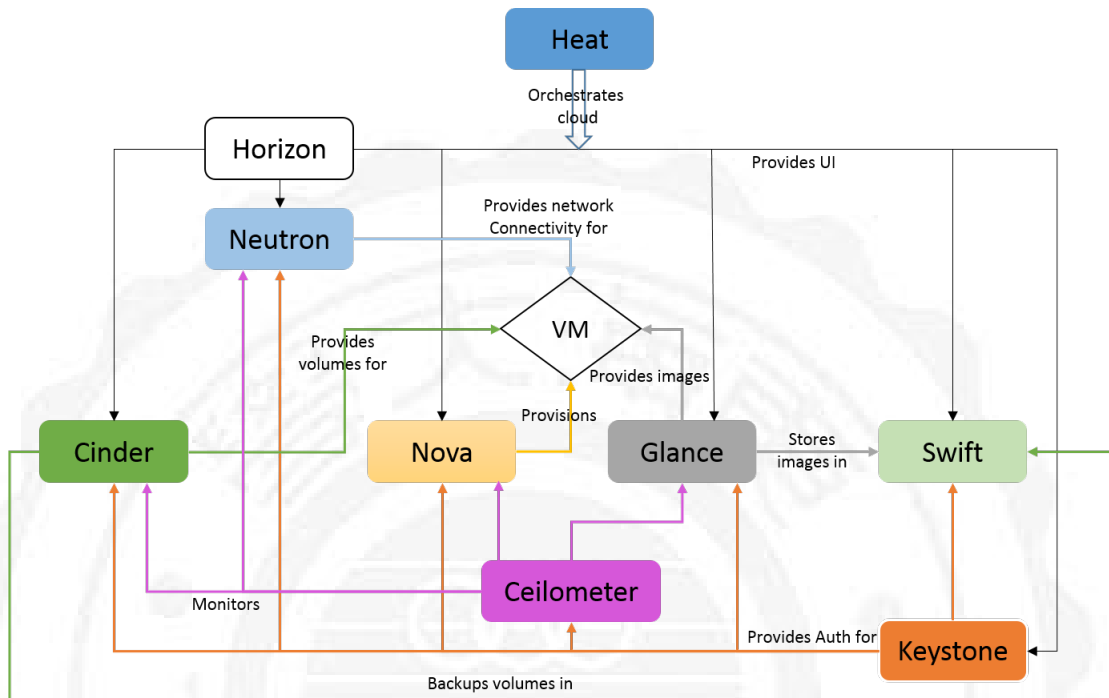 Heat
Orchestrates
cloud
Horizon
Provides UI
Neutron
Provides network
Connectivity for
VM
Provides
volumes for
Provides images
Provisions
Cinder
Nova
Glance
Stores
images in
Swift
Ceilometer
Monitors
Provides Auth for
Keystone
Backups volumes in